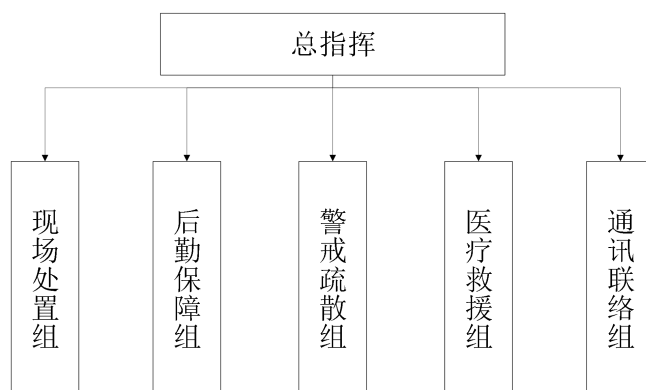 总指挥
现场处置组
后勤保障组
警戒疏散组
医疗救援组
通讯联络组